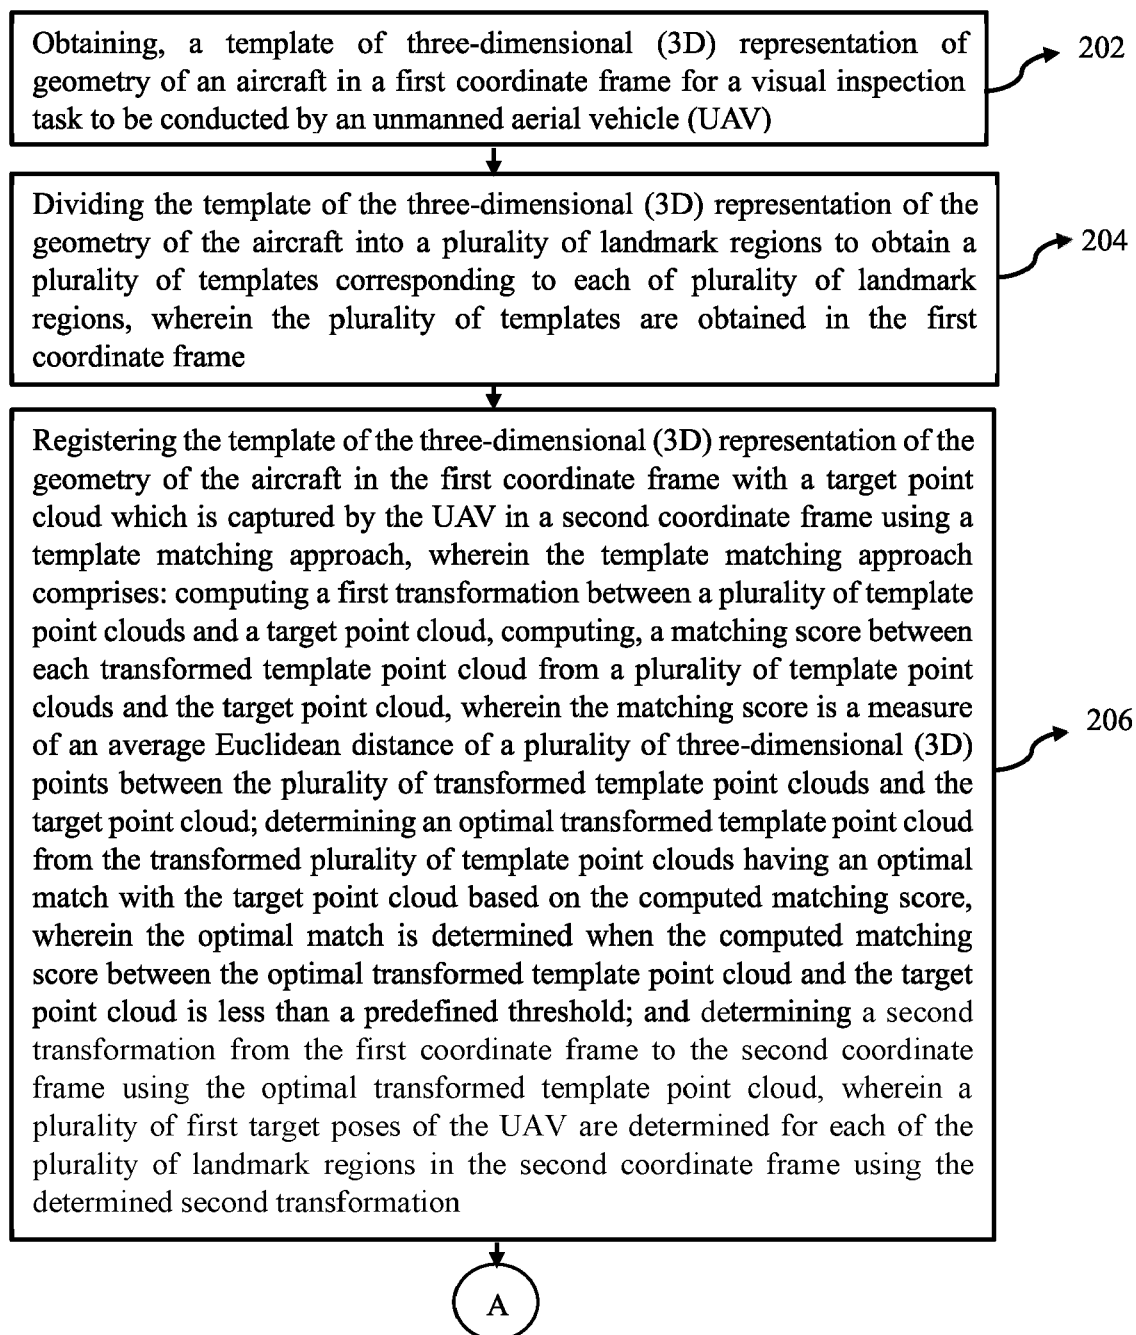 Obtaining, a template of three-dimensional (3D) representation of
geometry of an aircraft in a first coordinate frame for a visual inspection
task to be conducted by an unmanned aerial vehicle (UAV)
202
Dividing the template of the three-dimensional (3D) representation of the
geometry of the aircraft into a plurality of landmark regions to obtain a
plurality of templates corresponding to each of plurality of landmark
regions, wherein the plurality of templates are obtained in the first
coordinate frame
204
Registering the template of the three-dimensional (3D) representation of the
geometry of the aircraft in the first coordinate frame with a target point
cloud which is captured by the UAV in a second coordinate frame using a
template matching approach, wherein the template matching approach
comprises: computing a first transformation between a plurality of template
point clouds and a target point cloud, computing, a matching score between
each transformed template point cloud from a plurality of template point
clouds and the target point cloud, wherein the matching score is a measure
of an average Euclidean distance of a plurality of three-dimensional (3D)
points between the plurality of transformed template point clouds and the
target point cloud; determining an optimal transformed template point cloud
from the transformed plurality of template point clouds having an optimal
match with the target point cloud based on the computed matching score,
wherein the optimal match is determined when the computed matching
score between the optimal transformed template point cloud and the target
point cloud is less than a predefined threshold; and determining a second
transformation from the first coordinate frame to the second coordinate
frame using the optimal transformed template point cloud, wherein a
plurality of first target poses of the UAV are determined for each of the
plurality of landmark regions in the second coordinate frame using the
determined second transformation
206
A